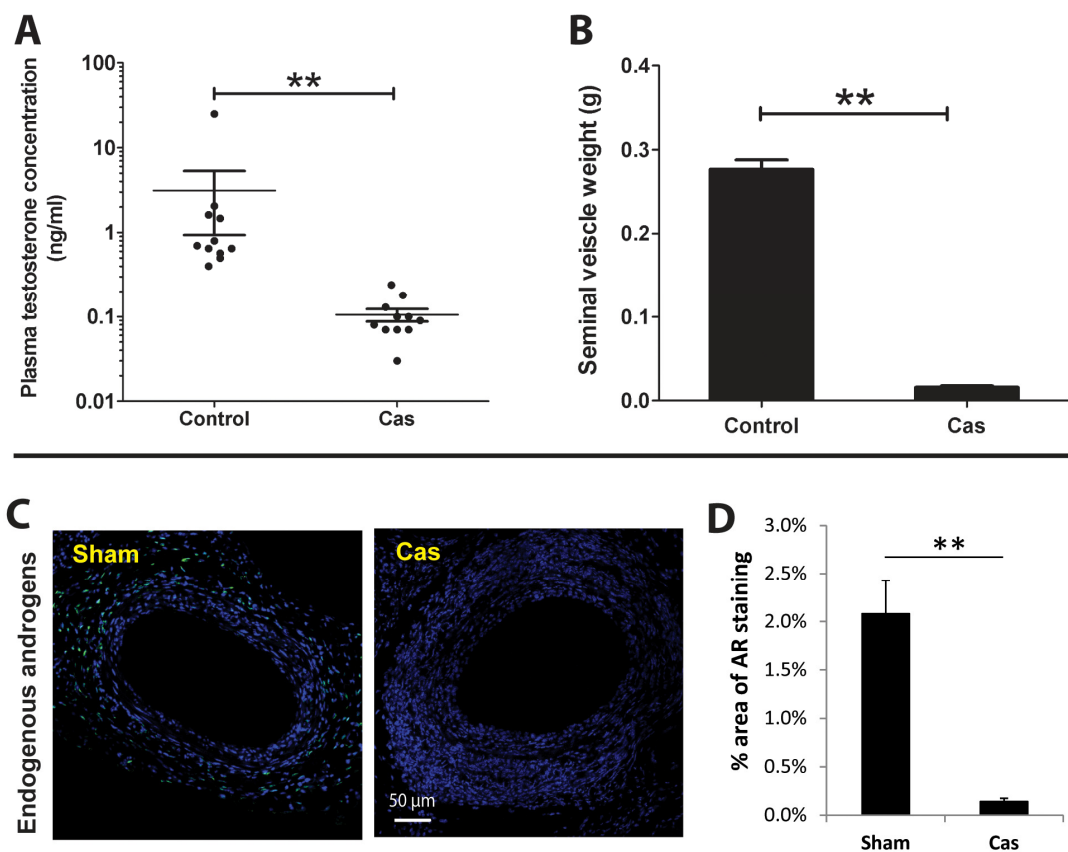 A
Plasma testosterone concentration
(ng/ml)
100
10
1
0.1
0.01
**
Control
Cas
B
Seminal veiscle weight (g)
0.4
0.3
0.2
0.1
0.0
**
Control
Cas
C
Endogenous androgens
Sham
Cas
50 µm
D
% area of AR staining
3.0%
2.5%
2.0%
1.5%
1.0%
0.5%
0.0%
**
Sham
Cas